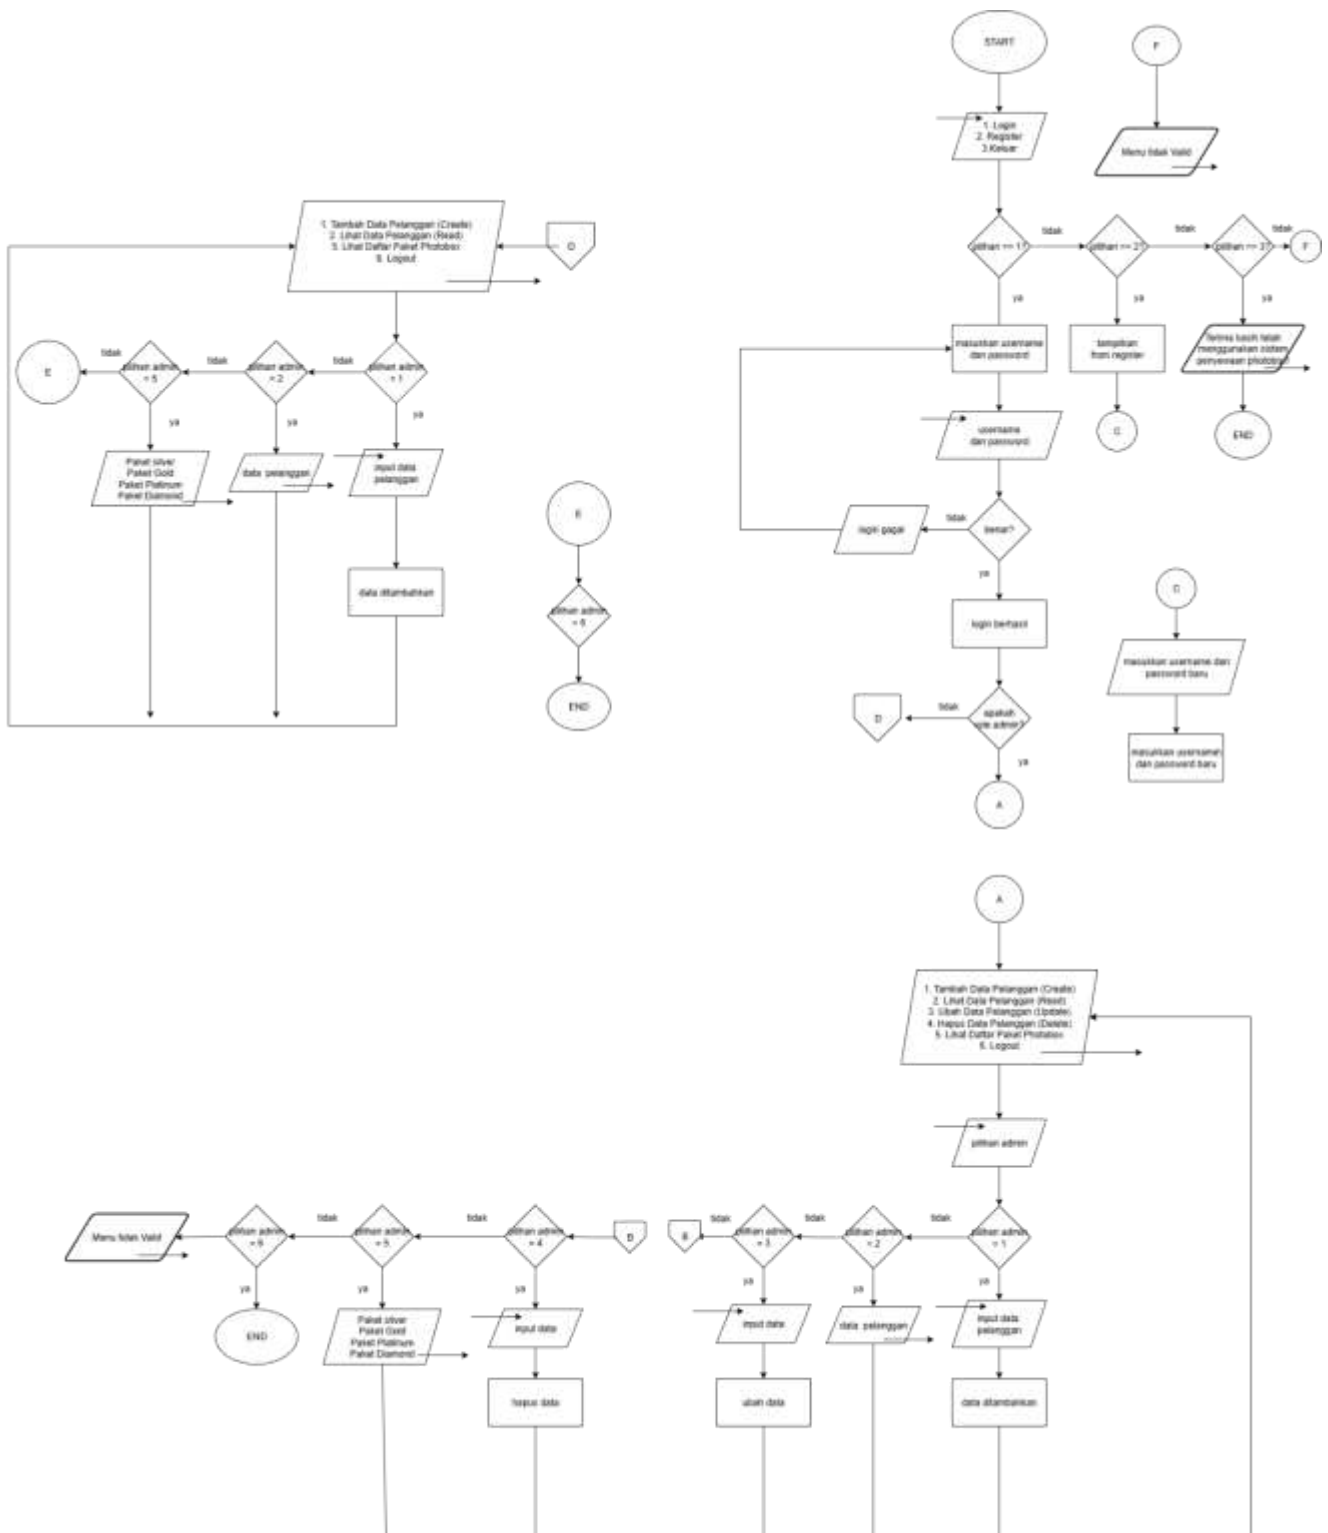 START
F
1. Login
2. Register
3.Keluar
Menu tidak Valid
1. Tambah Data Pelanggan (Create)
2. Lihat Data Pelanggan (Read)
5. Lihat Daftar Paket Photobox
6. Logout
D
pilihan == 1?
tidak
pilihan == 2?
tidak
pilihan == 3?
tidak
F
ya
ya
ya
masukkan username
dan password
tampilkan
from register
Terima kasih telah
menggunakan sistem
penyewaan photobox!
E
tidak
pilihan admin
= 5
tidak
pilihan admin
= 2
tidak
pilihan admin
= 1
ya
ya
ya
username
dan password
C
END
Paket silver
Paket Gold
Paket Platinum
Paket Diamond
data pelanggan
input data
pelanggan
E
login gagal
tidak
benar?
ya
data ditambahkan
pilihan admin
= 6
login berhasil
C
masukkan username dan
password baru
END
D
tidak
apakah
role admin?
ya
masukkan username
dan password baru
A
A
1. Tambah Data Pelanggan (Create)
2. Lihat Data Pelanggan (Read)
3. Ubah Data Pelanggan (Update)
4. Hapus Data Pelanggan (Delete)
5. Lihat Daftar Paket Photobox
6. Logout
pilihan admin
Menu tidak Valid
pilihan admin
= 6
tidak
pilihan admin
= 5
tidak
pilihan admin
= 4
B
B
tidak
pilihan admin
= 3
tidak
pilihan admin
= 2
tidak
pilihan admin
= 1
ya
ya
ya
ya
ya
ya
END
Paket silver
Paket Gold
Paket Platinum
Paket Diamond
input data
input data
data pelanggan
input data
pelanggan
hapus data
ubah data
data ditambahkan